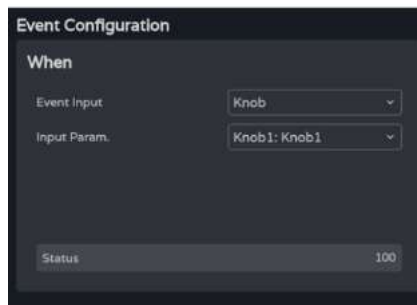 Event Configuration
When
Event Input Knob
Input Param. Knob1: Knob1
Status 100